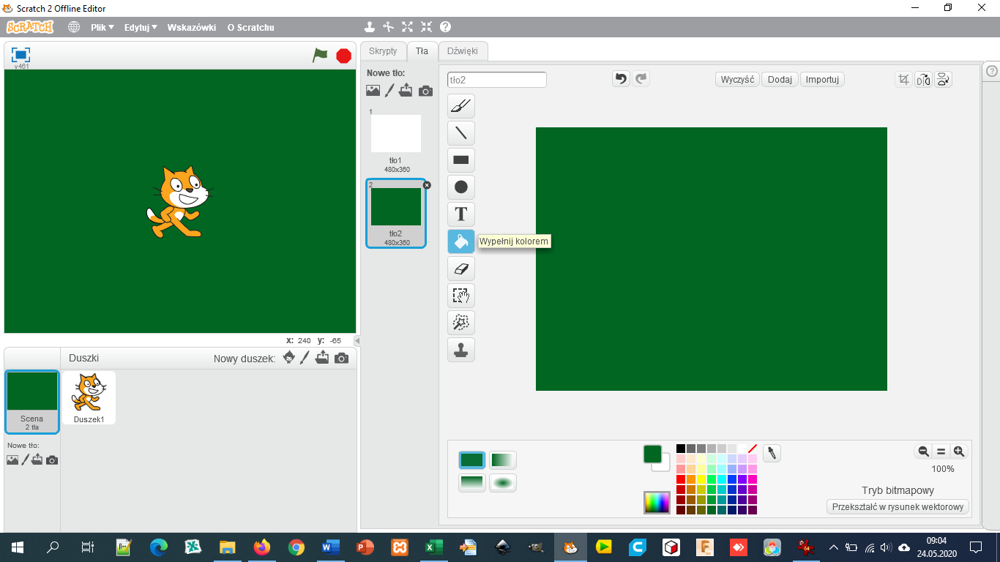 Scratch 2 Offline Editor
SCRATCH Plik Edytuj Wskazówki O Scratchu
v461
Skrypty Tła Dźwięki
Nowe tło:
tło2
Wyczyść Dodaj Importuj
1
tło1
480x360
2
tło2
480x360
T
Wypełnij kolorem
x: 240 y: -65
Duszki Nowy duszek:
Scena
2 tła
Duszek1
Nowe tło:
100%
Tryb bitmapowy
Przekształć w rysunek wektorowy
09:04
24.05.2020